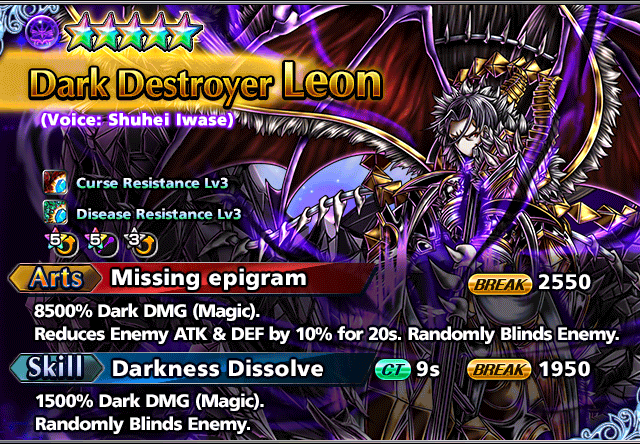 Dark Destroyer Leon
(Voice: Shuhei Iwase)
Curse Resistance Lv3
Disease Resistance Lv3
5 5 3
Arts Missing epigram BREAK 2550
8500% Dark DMG (Magic).
Reduces Enemy ATK & DEF by 10% for 20s. Randomly Blinds Enemy.
Skill Darkness Dissolve CT 9s BREAK 1950
1500% Dark DMG (Magic).
Randomly Blinds Enemy.